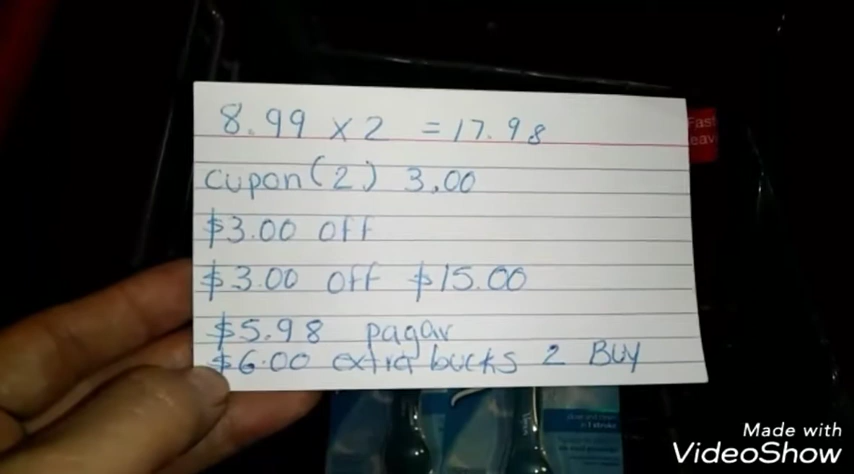 8.99 x 2 = 17.98
cupon (2) 3.00
$3.00 off
$3.00 off $15.00
$5.98 pagar
$6.00 extra bucks 2 Buy
Fast
Made with
VideoShow